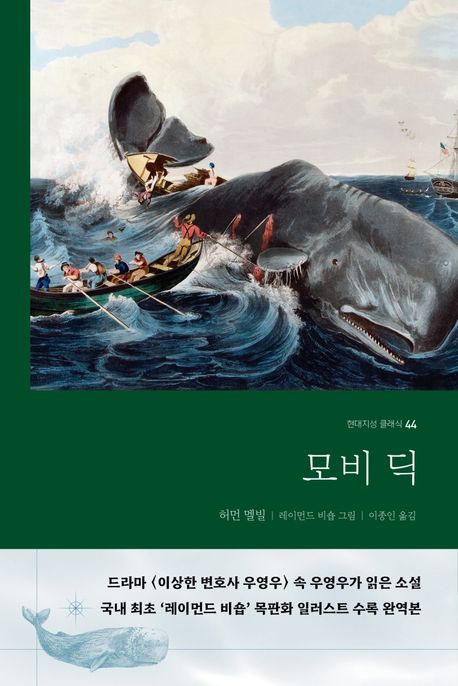 현대지성 클래식 44
모비 딕
허먼 멜빌 | 레이먼드 비숍 그림 | 이종인 옮김
드라마 〈이상한 변호사 우영우〉 속 우영우가 읽은 소설
국내 최초 ‘레이먼드 비숍’ 목판화 일러스트 수록 완역본